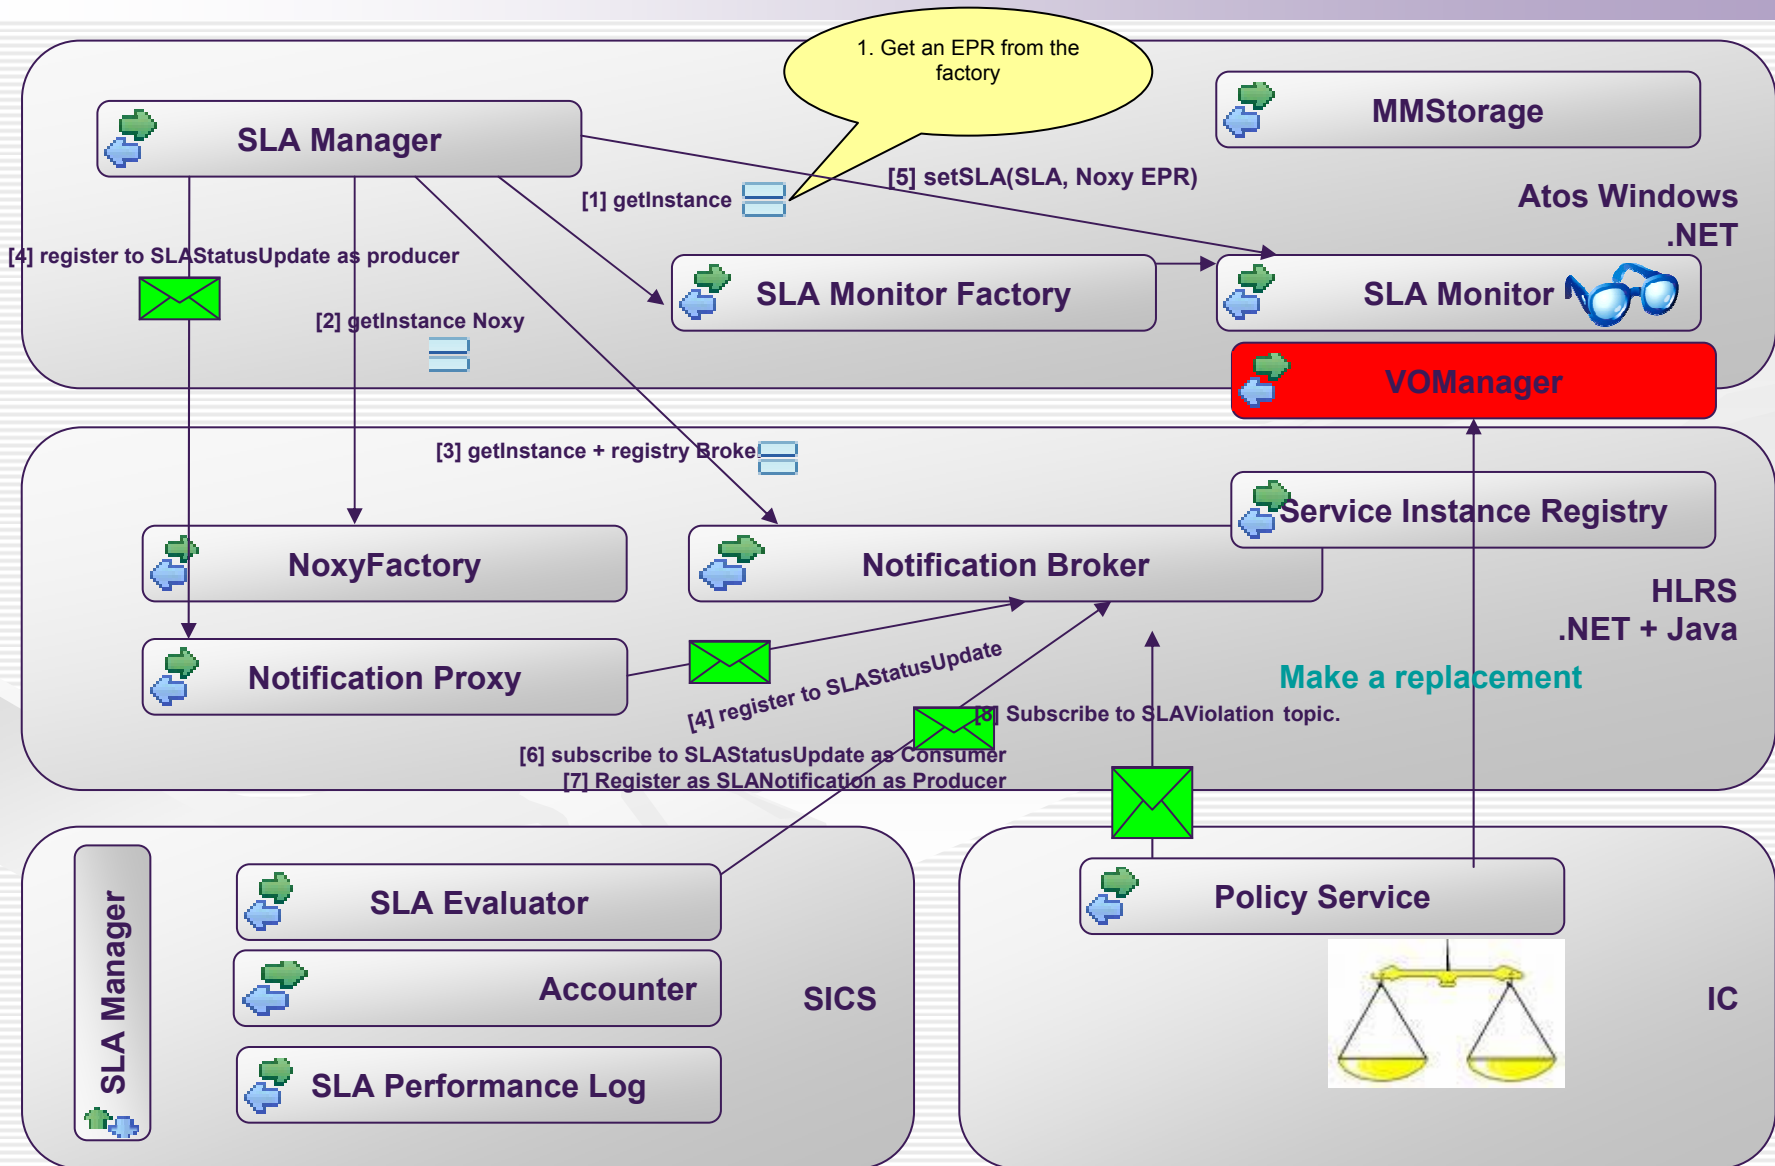 1. Get an EPR from the
factory
SLA Manager
MMStorage
[5] setSLA(SLA, Noxy EPR)
[1] getInstance
Atos Windows
.NET
[4] register to SLAStatusUpdate as producer
SLA Monitor Factory
SLA Monitor
[2] getInstance Noxy
VOManager
[3] getInstance + registry Broke
Service Instance Registry
NoxyFactory
Notification Broker
HLRS
.NET + Java
Notification Proxy
[4] register to SLAStatusUpdate
Make a replacement
[8] Subscribe to SLAViolation topic.
[6] subscribe to SLAStatusUpdate as Consumer
[7] Register as SLANotification as Producer
SLA Manager
SLA Evaluator
Accounter
SLA Performance Log
SICS
Policy Service
IC